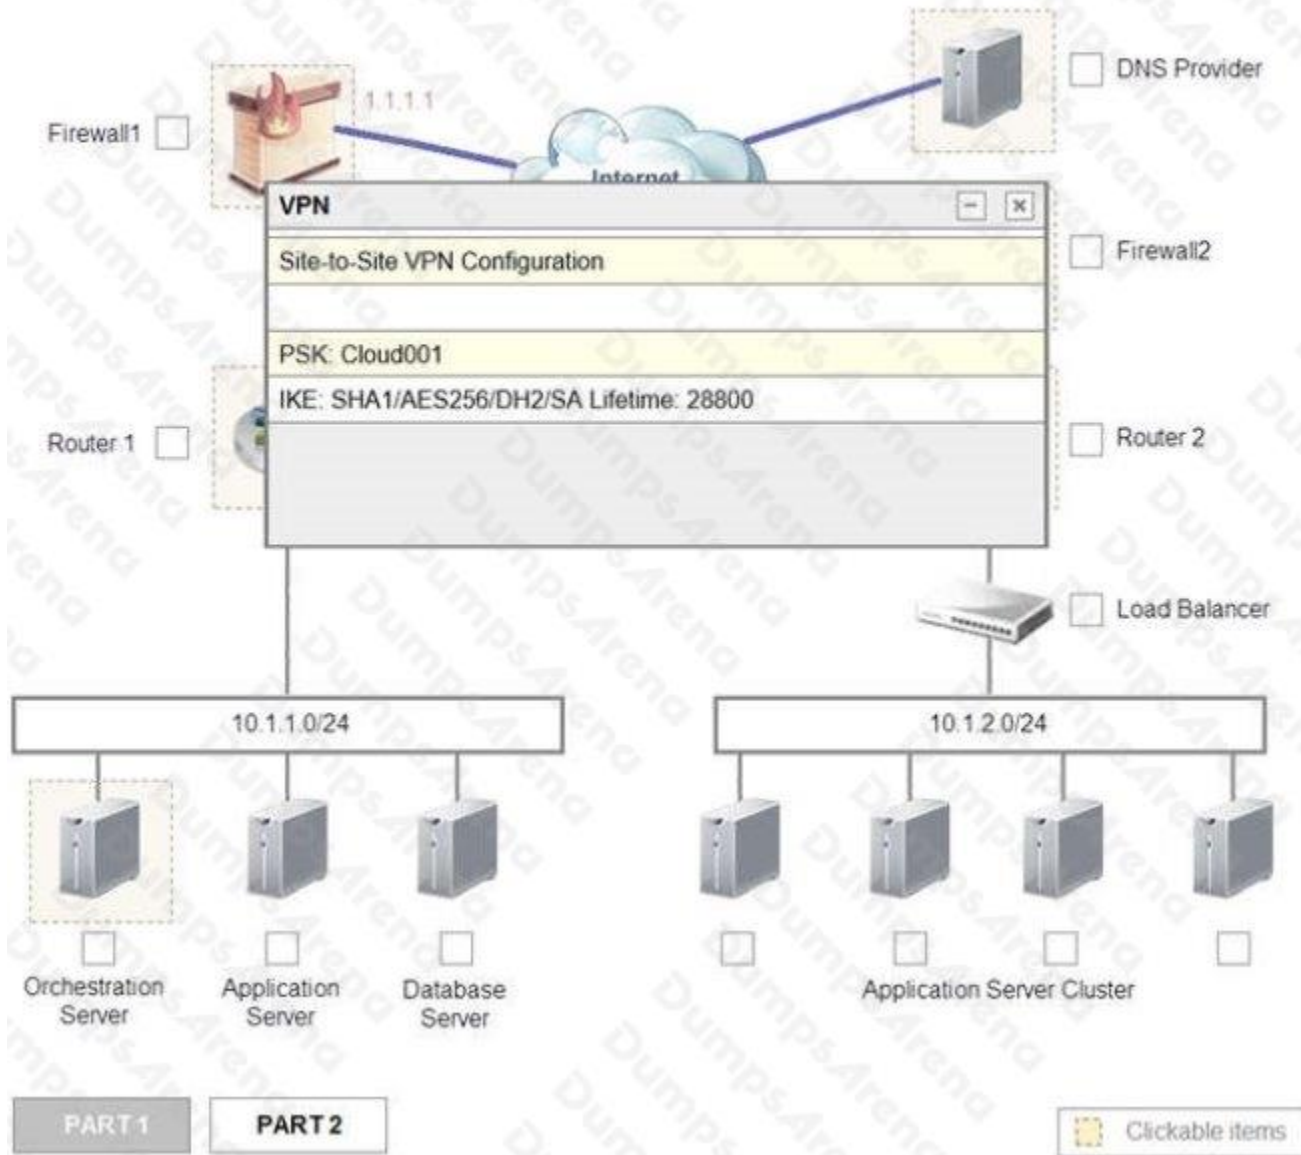 DNS Provider
1.1.1.1
Firewall1
Internet
VPN
Firewall2
Site-to-Site VPN Configuration
PSK: Cloud001
IKE: SHA1/AES256/DH2/SA Lifetime: 28800
Router 1
Router 2
Load Balancer
10.1.1.0/24
10.1.2.0/24
Orchestration
Server
Application
Server
Database
Server
Application Server Cluster
PART 1
PART 2
Clickable items
DumpsArena